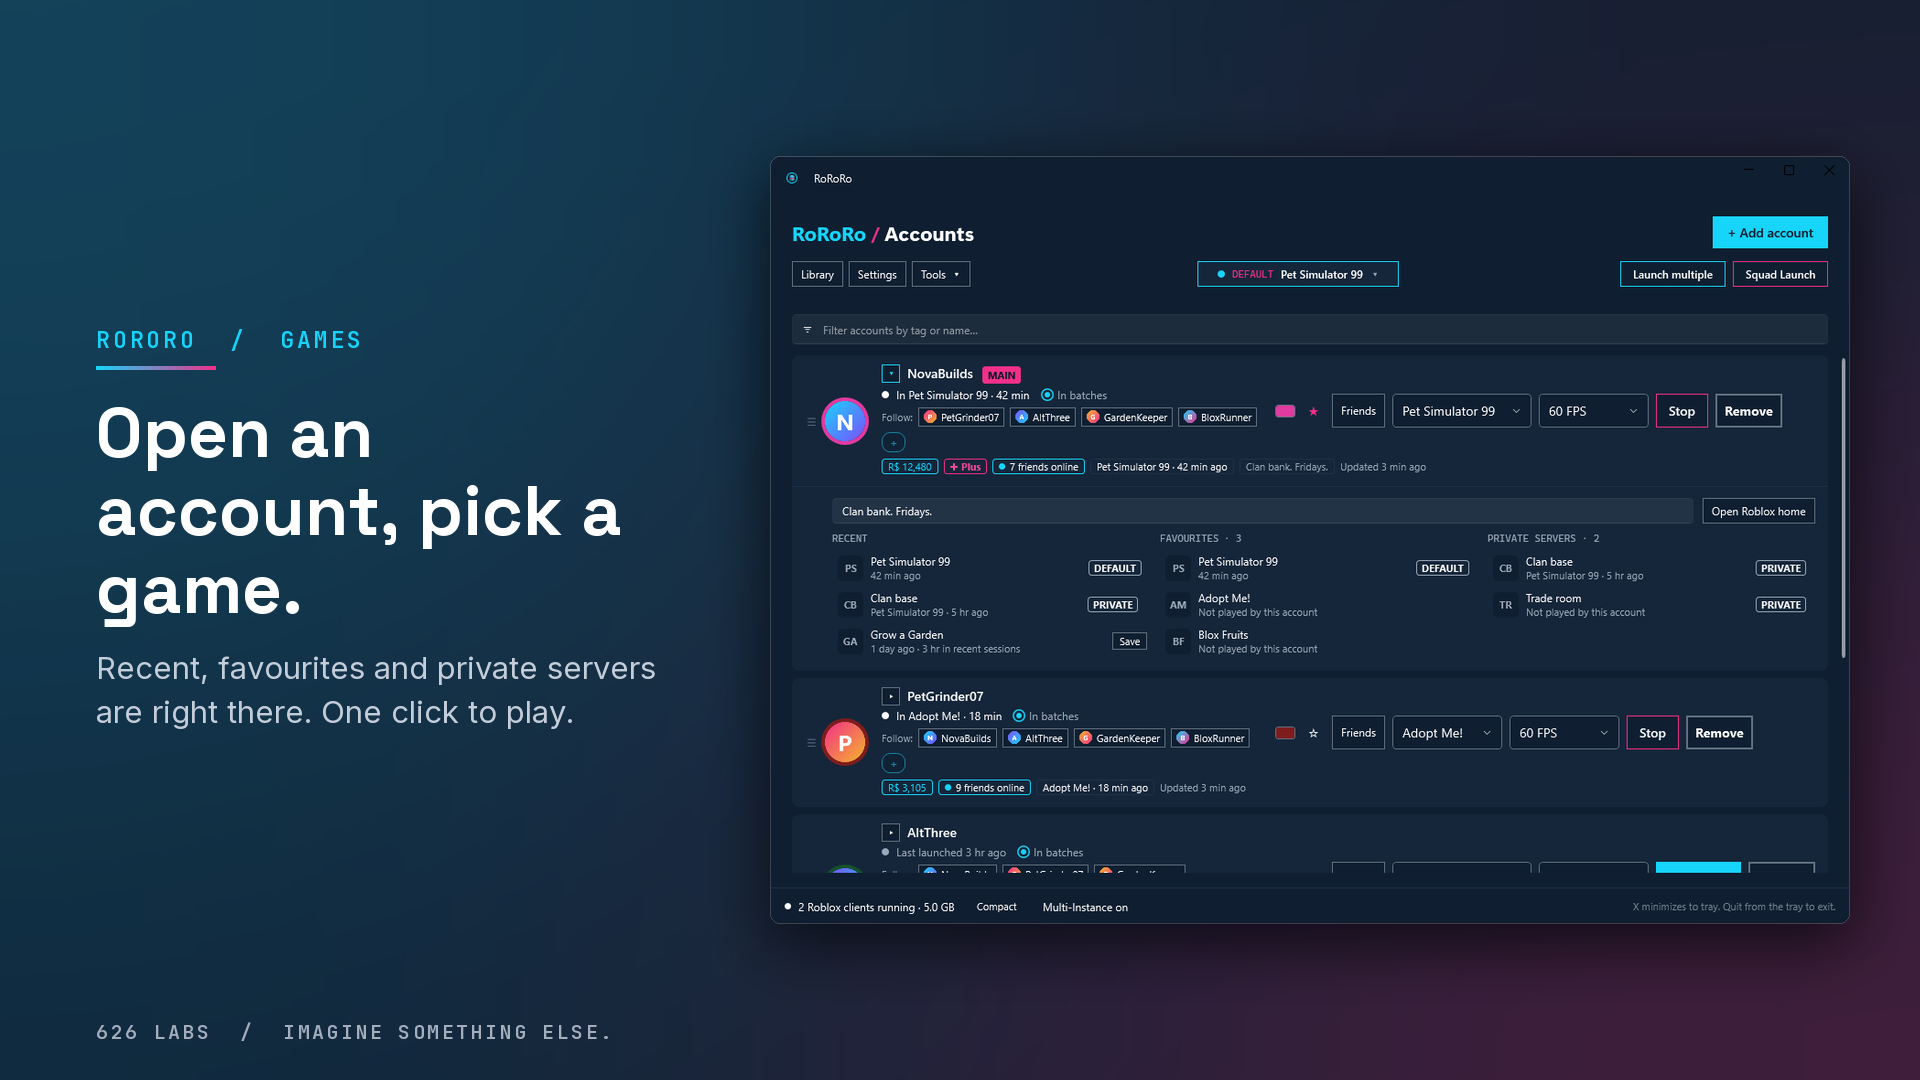 RORORO / GAMES
Open an
account, pick a
game.
Recent, favourites and private servers
are right there. One click to play.
626 LABS / IMAGINE SOMETHING ELSE.
RoRoRo
RoRoRo / Accounts
+ Add account
Library Settings Tools
DEFAULT Pet Simulator 99
Launch multiple Squad Launch
Filter accounts by tag or name...
NovaBuilds MAIN
In Pet Simulator 99 · 42 min In batches
Follow: P PetGrinder07 A AltThree G GardenKeeper B BloxRunner
N
Friends Pet Simulator 99 60 FPS Stop Remove
+
R$ 12,480 + Plus 7 friends online Pet Simulator 99 · 42 min ago Clan bank. Fridays. Updated 3 min ago
Clan bank. Fridays. Open Roblox home
RECENT
PS Pet Simulator 99 DEFAULT
42 min ago
CB Clan base PRIVATE
Pet Simulator 99 · 5 hr ago
GA Grow a Garden Save
1 day ago · 3 hr in recent sessions
FAVOURITES · 3
PS Pet Simulator 99 DEFAULT
42 min ago
AM Adopt Me!
Not played by this account
BF Blox Fruits
Not played by this account
PRIVATE SERVERS · 2
CB Clan base PRIVATE
Pet Simulator 99 · 5 hr ago
TR Trade room PRIVATE
Not played by this account
PetGrinder07
In Adopt Me! · 18 min In batches
Follow: N NovaBuilds A AltThree G GardenKeeper B BloxRunner
P
Friends Adopt Me! 60 FPS Stop Remove
+
R$ 3,105 9 friends online Adopt Me! · 18 min ago Updated 3 min ago
AltThree
Last launched 3 hr ago In batches
2 Roblox clients running · 5.0 GB Compact Multi-Instance on
X minimizes to tray. Quit from the tray to exit.